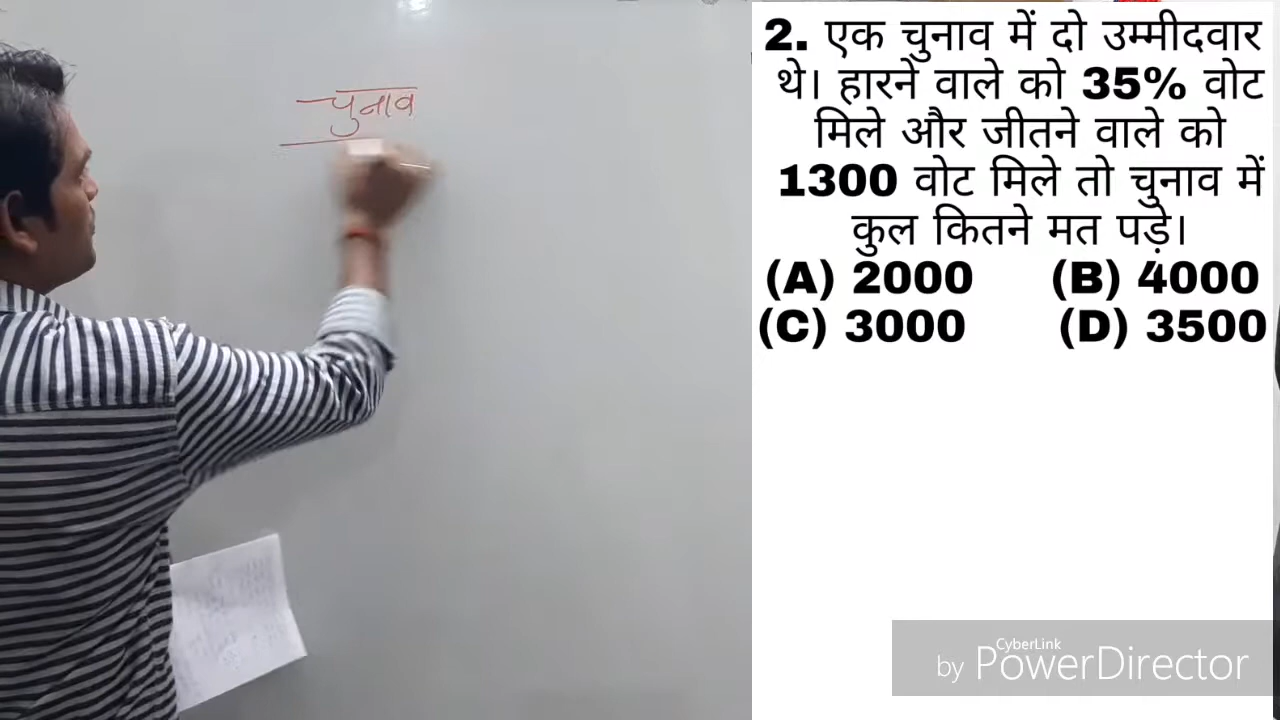 चुनाव
2. एक चुनाव में दो उम्मीदवार
थे। हारने वाले को 35% वोट
मिले और जीतने वाले को
1300 वोट मिले तो चुनाव में
कुल कितने मत पड़े।
(A) 2000 (B) 4000
(C) 3000 (D) 3500
CyberLink
by PowerDirector